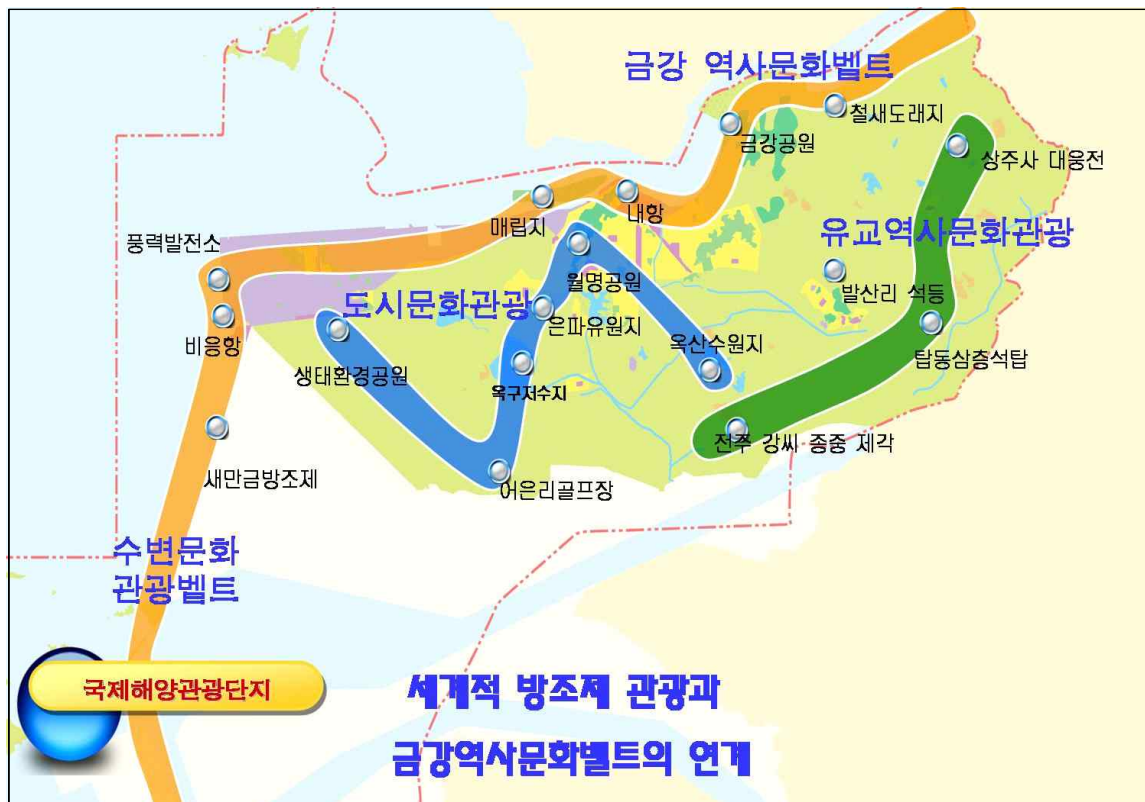 금강 역사문화벨트
철새도래지
금강공원
상주사 대웅전
매립지
내항
유교역사문화관광
풍력발전소
월명공원
발산리 석등
도시문화관광
은파유원지
비응항
옥산수원지
탑동삼층석탑
생태환경공원
옥구저수지
전주 강씨 종중 제각
새만금방조제
어은리골프장
수변문화
관광벨트
국제해양관광단지
세계적 방조제 관광과
금강역사문화벨트의 연계